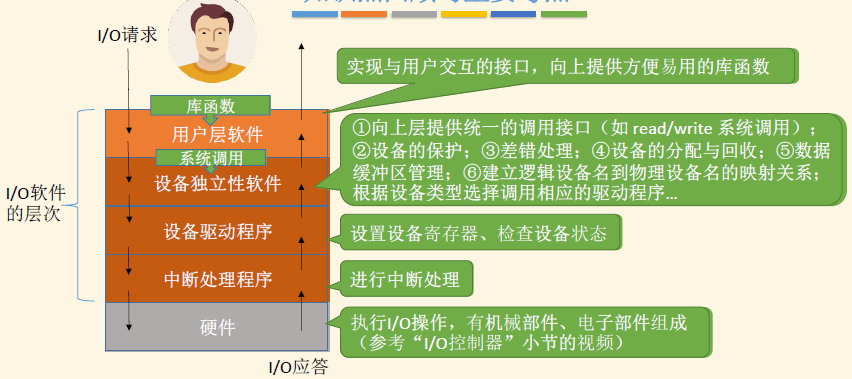 I/O请求
实现与用户交互的接口，向上提供方便易用的库函数
库函数
用户层软件
系统调用
设备独立性软件
①向上层提供统一的调用接口（如 read/write 系统调用）；
②设备的保护；③差错处理；④设备的分配与回收；⑤数据
缓冲区管理；⑥建立逻辑设备名到物理设备名的映射关系；
根据设备类型选择调用相应的驱动程序...
I/O软件
的层次
设备驱动程序
设置设备寄存器、检查设备状态
中断处理程序
进行中断处理
硬件
执行I/O操作，有机械部件、电子部件组成
（参考“I/O控制器”小节的视频）
I/O应答